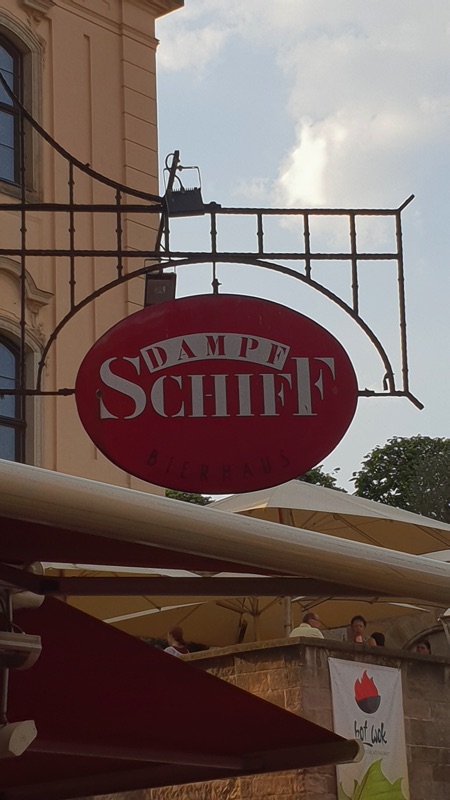 DAMPF
SCHIFF
BIERHAUS
hot wok